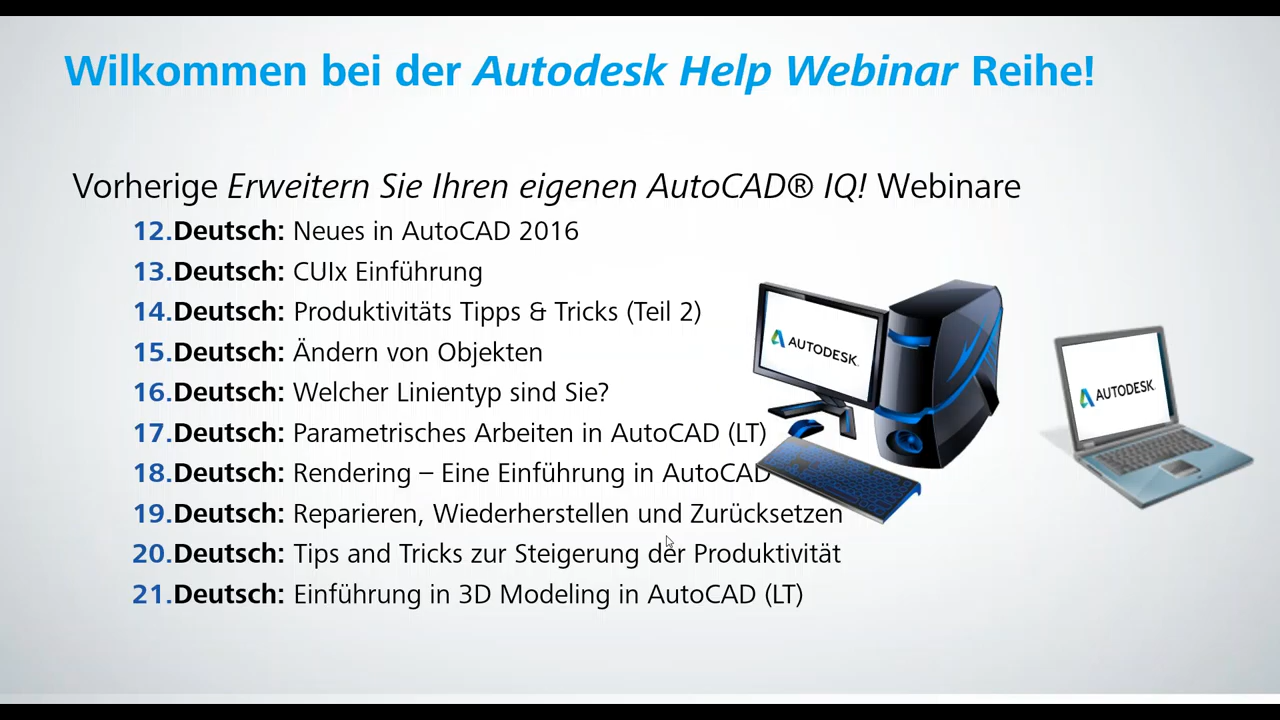 Wilkommen bei der Autodesk Help Webinar Reihe!
Vorherige Erweitern Sie Ihren eigenen AutoCAD® IQ! Webinare
12.Deutsch: Neues in AutoCAD 2016
13.Deutsch: CUIx Einführung
14.Deutsch: Produktivitäts Tipps & Tricks (Teil 2)
15.Deutsch: Ändern von Objekten
16.Deutsch: Welcher Linientyp sind Sie?
17.Deutsch: Parametrisches Arbeiten in AutoCAD (LT)
18.Deutsch: Rendering – Eine Einführung in AutoCAD
19.Deutsch: Reparieren, Wiederherstellen und Zurücksetzen
20.Deutsch: Tips and Tricks zur Steigerung der Produktivität
21.Deutsch: Einführung in 3D Modeling in AutoCAD (LT)
AUTODESK.
AUTODESK.